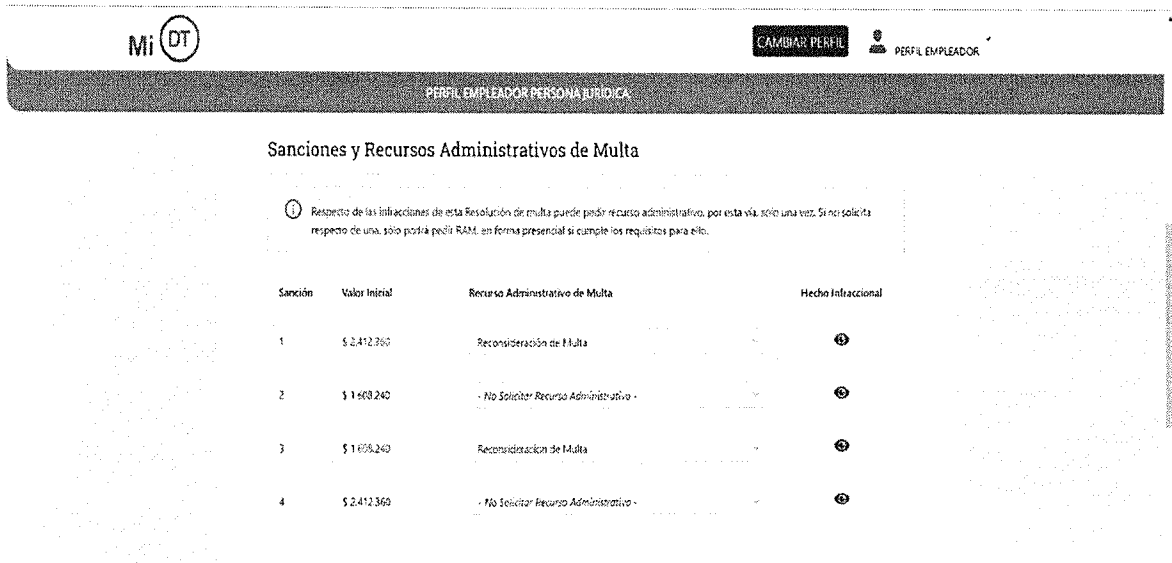 Mi DT
CAMBIAR PERFIL
PERFIL EMPLEADOR
PERFIL EMPLEADOR PERSONA JURÍDICA
Sanciones y Recursos Administrativos de Multa
Respecto de las infracciones de esta Resolución de multa puede pedir recurso administrativo, por esta vía, sólo una vez. Si no solicita
respecto de una, sólo podrá pedir RAM, en forma presencial si cumple los requisitos para ello.
Sanción Valor Inicial Recurso Administrativo de Multa Hecho Infraccional
1 $ 2.412.360 Reconsideración de Multa
2 $ 1.608.240 - No Solicitar Recurso Administrativo -
3 $ 1.608.240 Reconsideración de Multa
4 $ 2.412.360 - No Solicitar Recurso Administrativo -